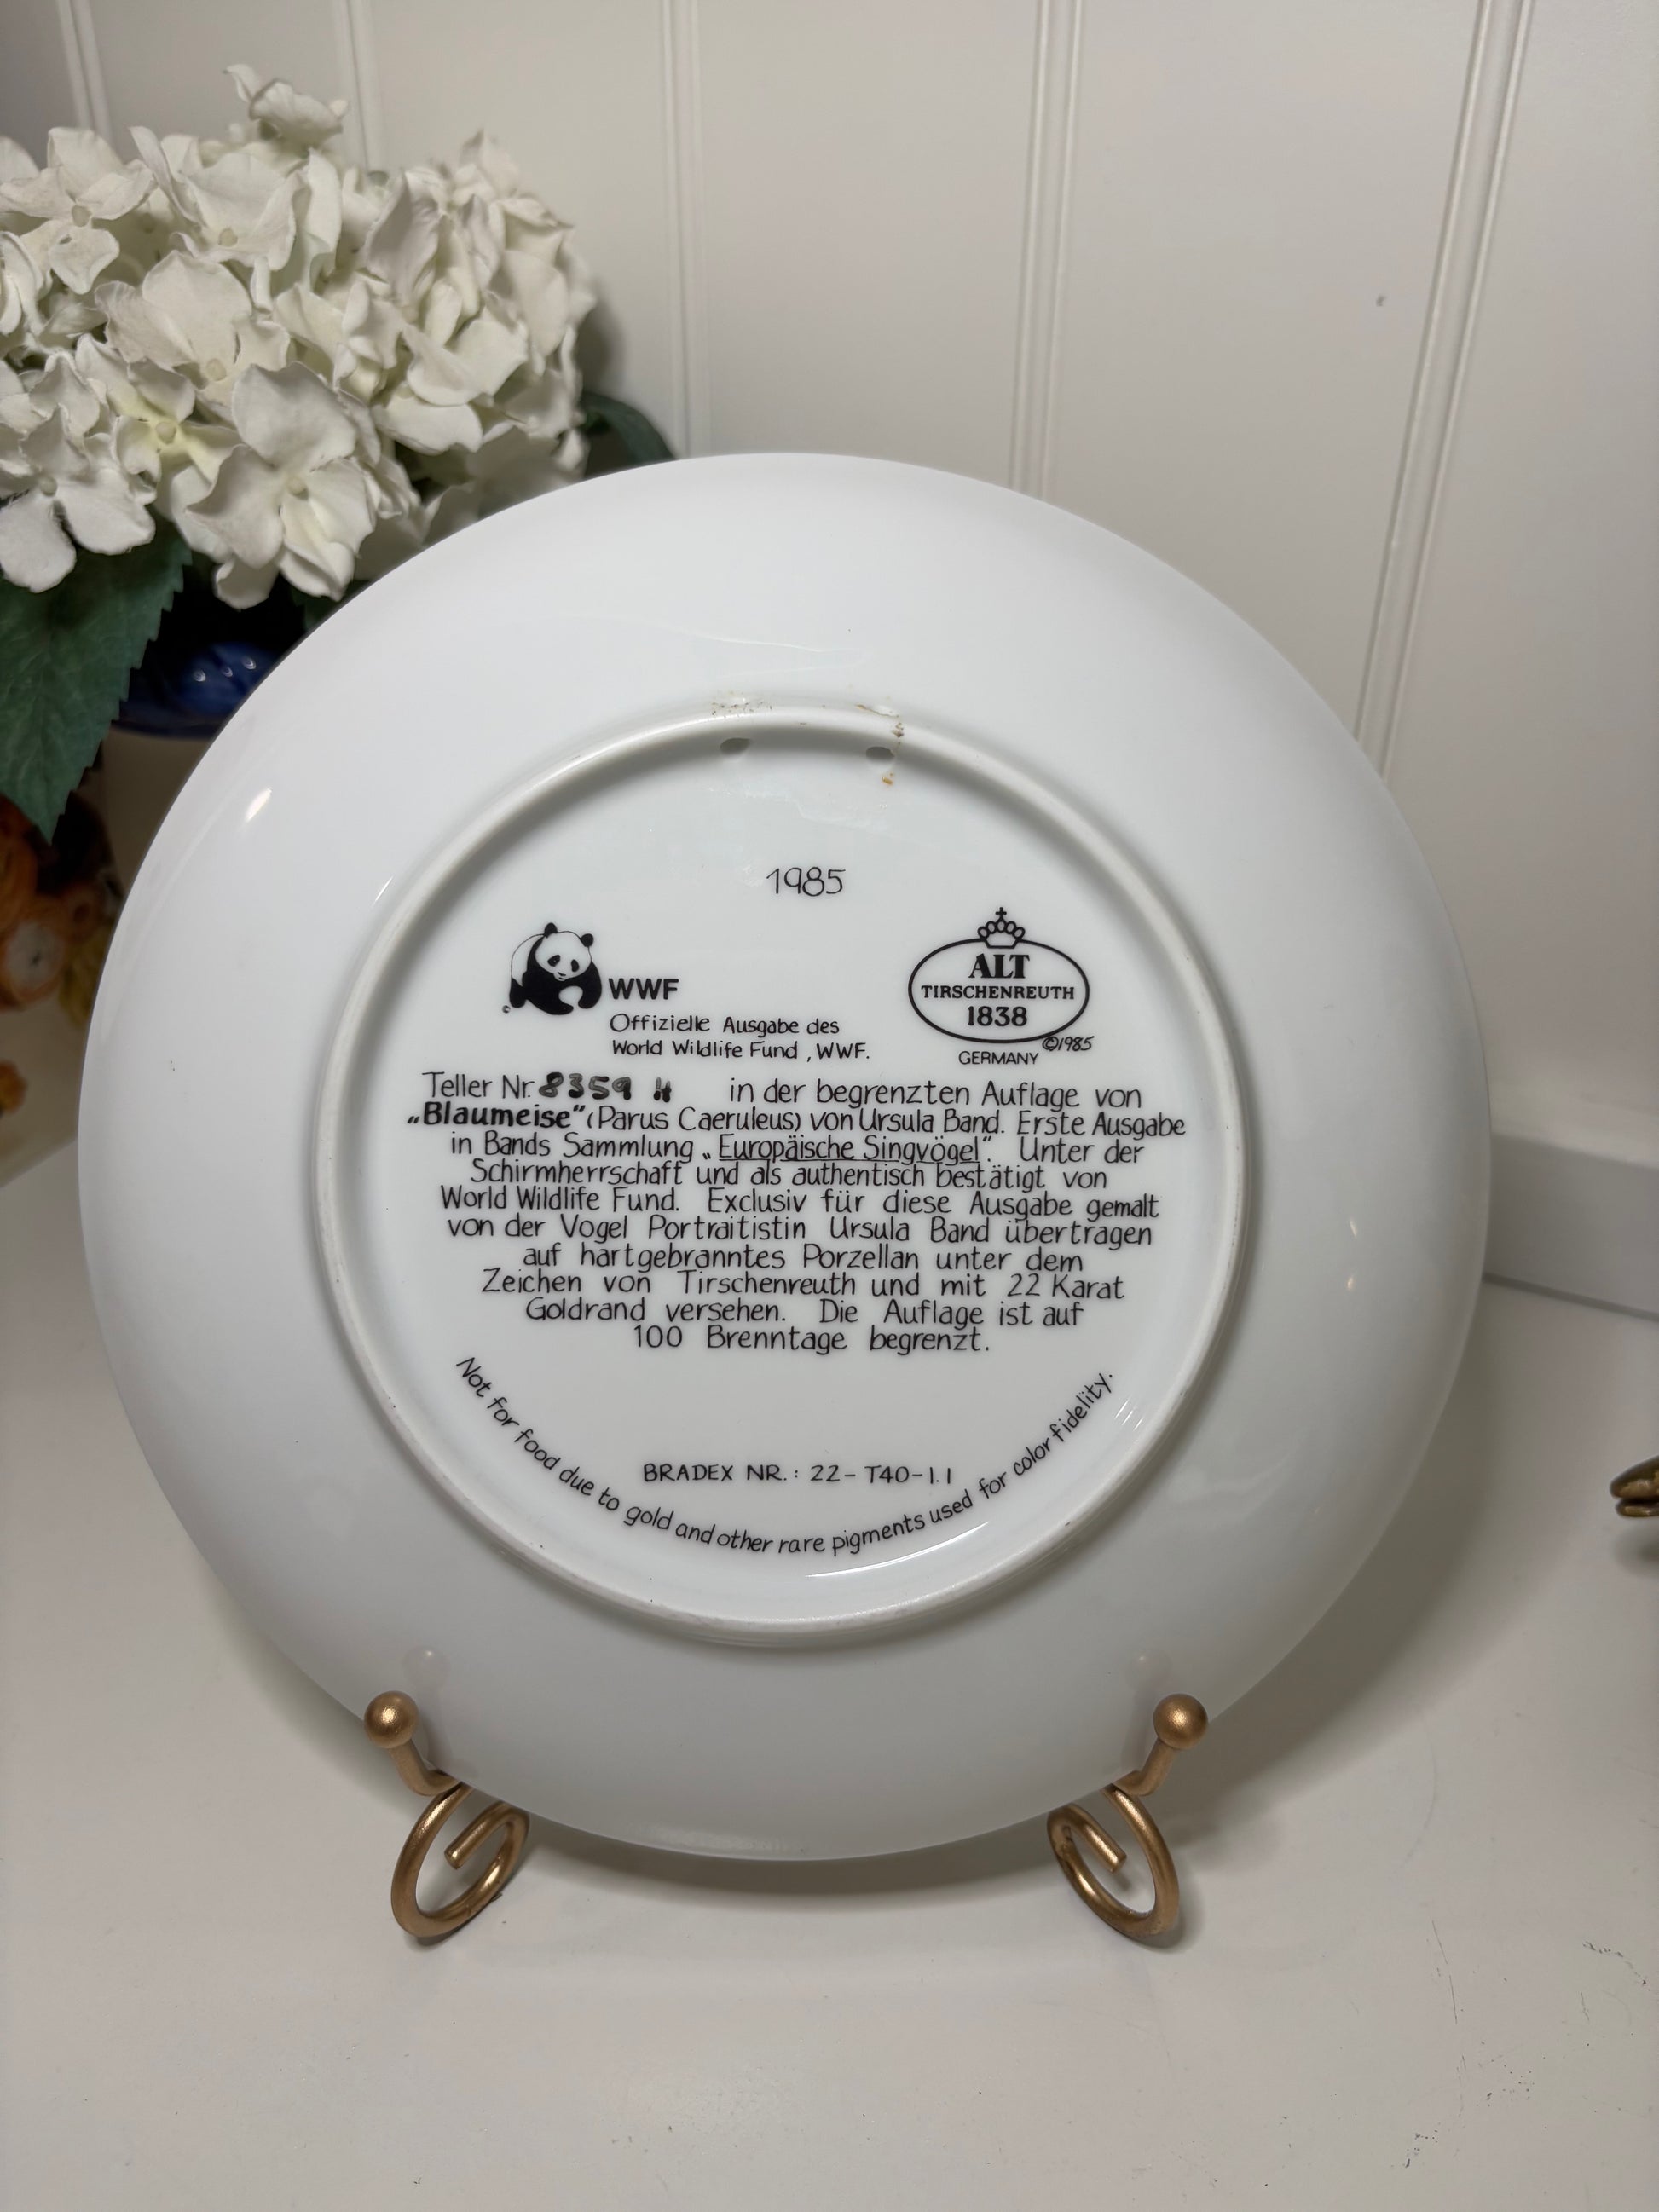 1985
WWF
©
Offizielle Ausgabe des
World Wildlife Fund, WWF.
ALT
TIRSCHENREUTH
1838
©1985
GERMANY
Teller Nr. 8359 H in der begrenzten Auflage von
„Blaumeise“ (Parus Caeruleus) von Ursula Band. Erste Ausgabe
in Bands Sammlung „Europäische Singvögel“. Unter der
Schirmherrschaft und als authentisch bestätigt von
World Wildlife Fund. Exclusiv für diese Ausgabe gemalt
von der Vogel Portraitistin Ursula Band übertragen
auf hartgebranntes Porzellan unter dem
Zeichen von Tirschenreuth und mit 22 Karat
Goldrand versehen. Die Auflage ist auf
100 Brenntage begrenzt.
BRADEX NR.: 22-T40-1.1
Not for food due to gold and other rare pigments used for color fidelity.